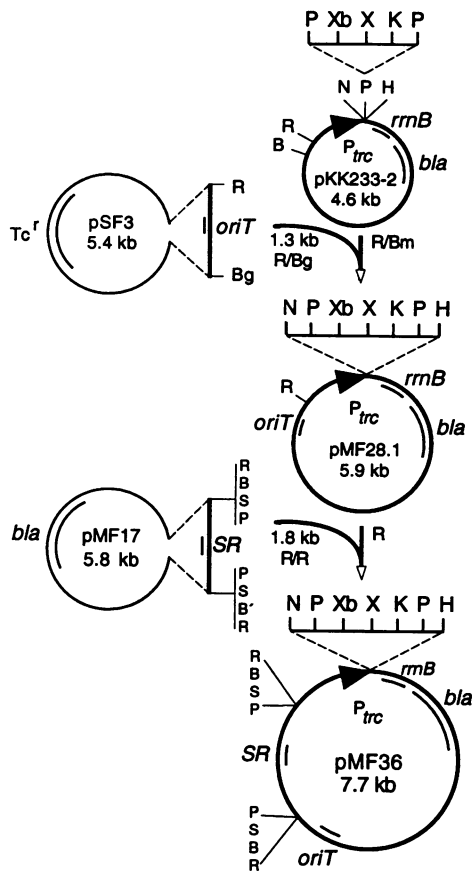 P Xb X K P
N P H
rrnB
R
B
Ptrc
pKK233-2
4.6 kb
bla
Tc r
pSF3
5.4 kb
R
oriT
Bg
1.3 kb
R/Bg
R/Bm
N P Xb X K P H
rrnB
R
oriT
Ptrc
pMF28.1
5.9 kb
bla
bla
pMF17
5.8 kb
R
B
S
P
SR
P
S
B'
R
1.8 kb
R/R
R
N P Xb X K P H
R
B
S
P
rrnB
bla
Ptrc
SR
pMF36
7.7 kb
P
S
B
R
oriT